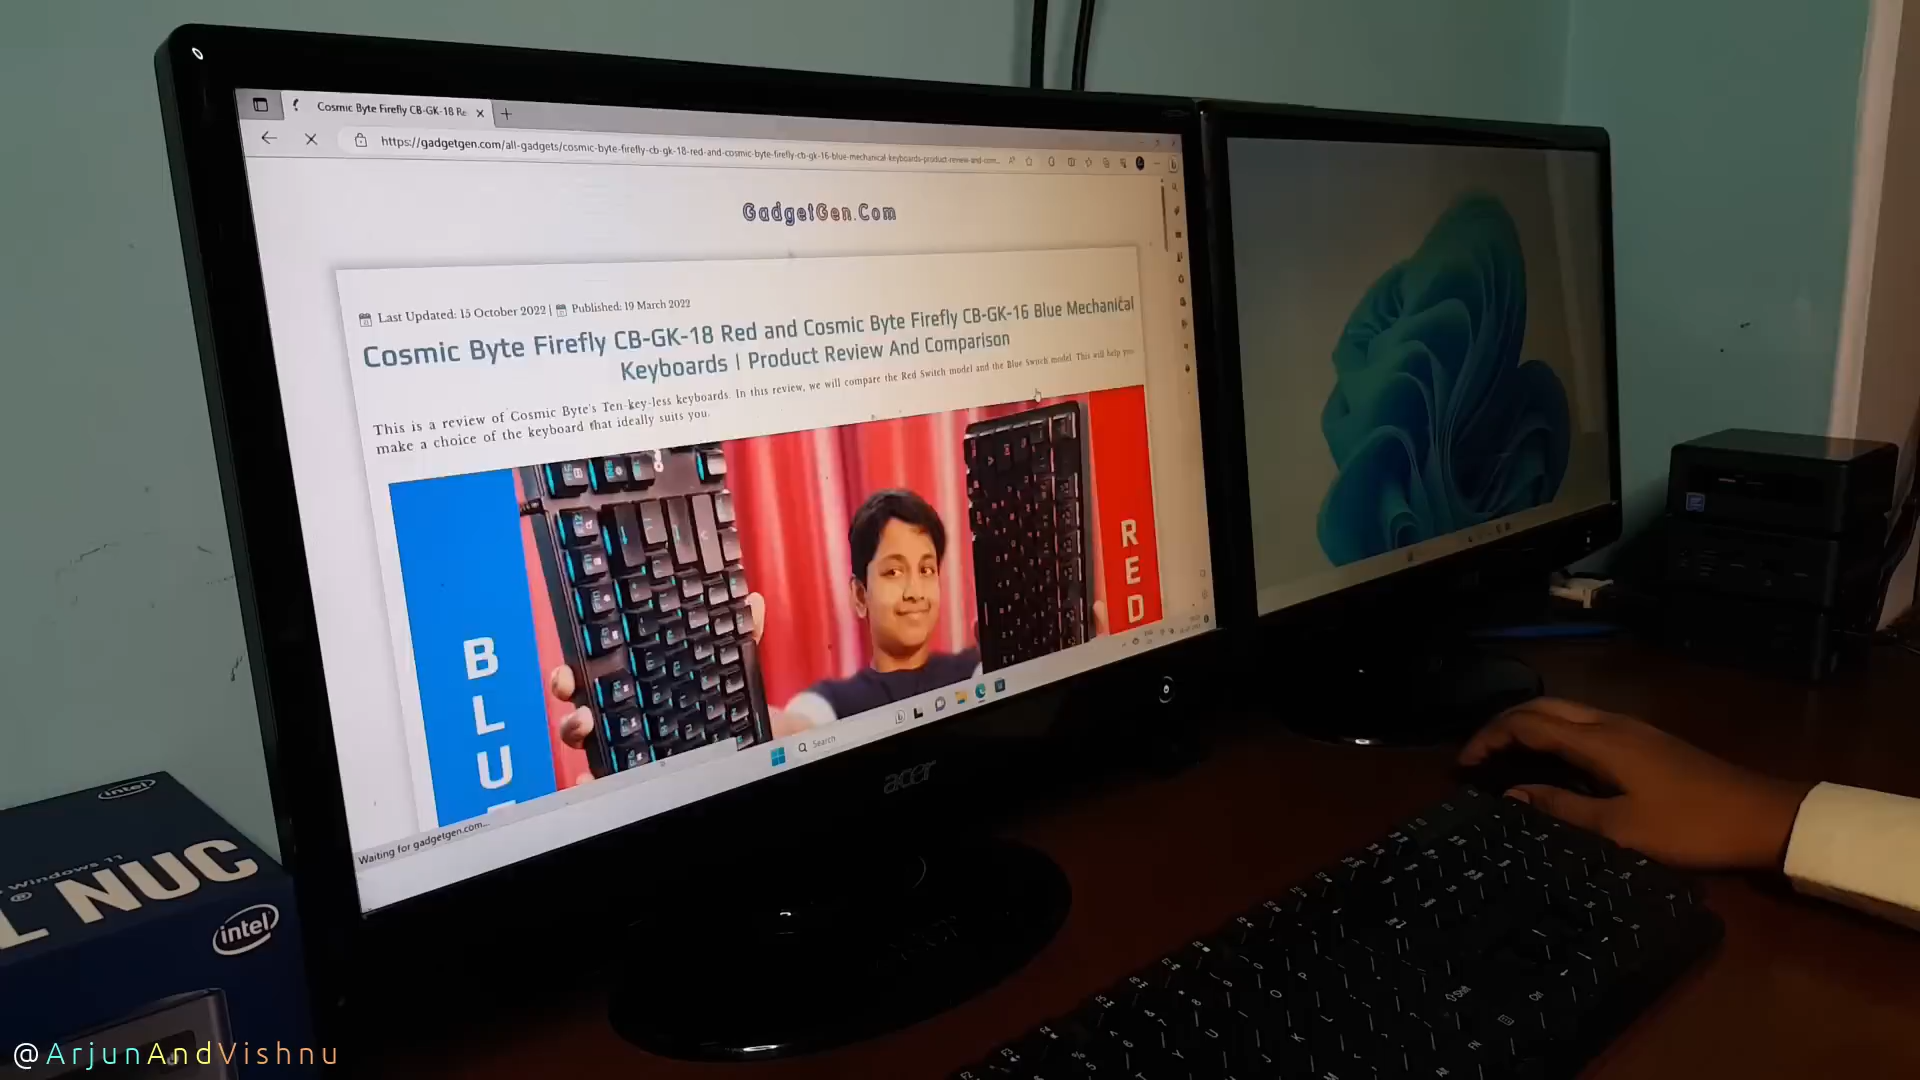 Cosmic Byte Firefly CB-GK-18 Re
https://gadgetgen.com/all-gadgets/cosmic-byte-firefly-cb-gk-18-red-and-cosmic-byte-firefly-cb-gk-16-blue-mechanical-keyboards-product-review-and-com...
GadgetGen.Com
Last Updated: 15 October 2022 | Published: 19 March 2022
Cosmic Byte Firefly CB-GK-18 Red and Cosmic Byte Firefly CB-GK-16 Blue Mechanical
Keyboards | Product Review And Comparison
This is a review of Cosmic Byte's Ten-key-less keyboards. In this review, we will compare the Red Switch model and the Blue Switch model. This will help you
make a choice of the keyboard that ideally suits you.
BLU
RED
Search
Waiting for gadgetgen.com...
acer
intel
Windows 11
NUC
intel
@ArjunAndVishnu